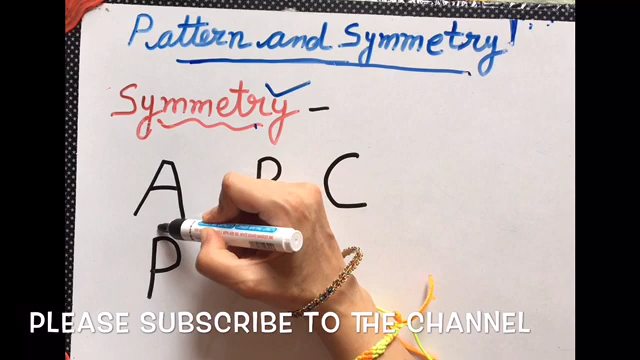 Pattern and Symmetry!
Symmetry -
A C
P
PLEASE SUBSCRIBE TO THE CHANNEL